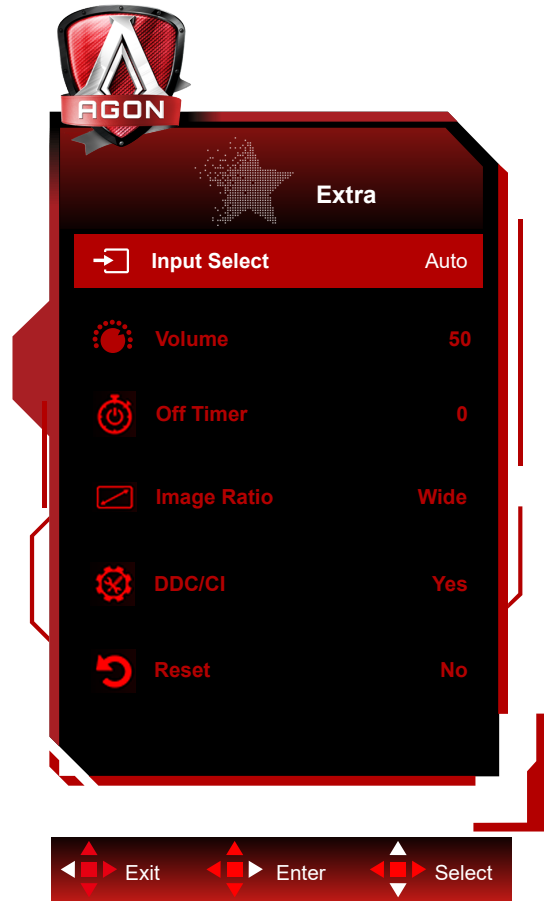 AGON
Extra
Input Select Auto
Volume 50
Off Timer 0
Image Ratio Wide
DDC/CI Yes
Reset No
Exit Enter Select